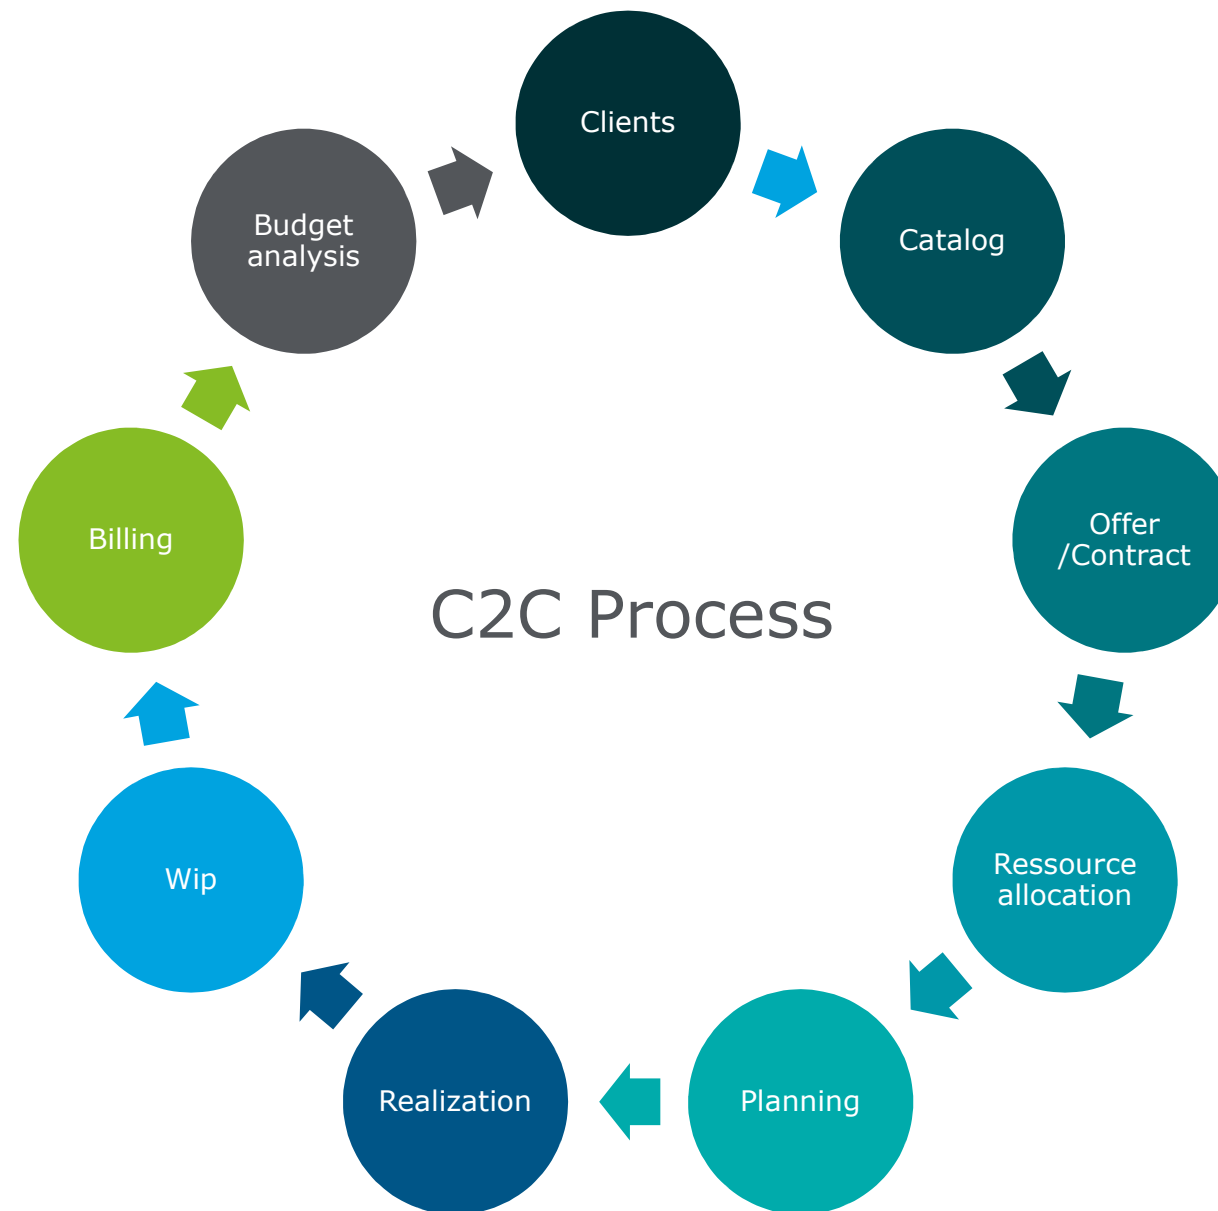 Clients
Catalog
Offer
/Contract
Ressource
allocation
Planning
Realization
Wip
Billing
Budget
analysis
C2C Process